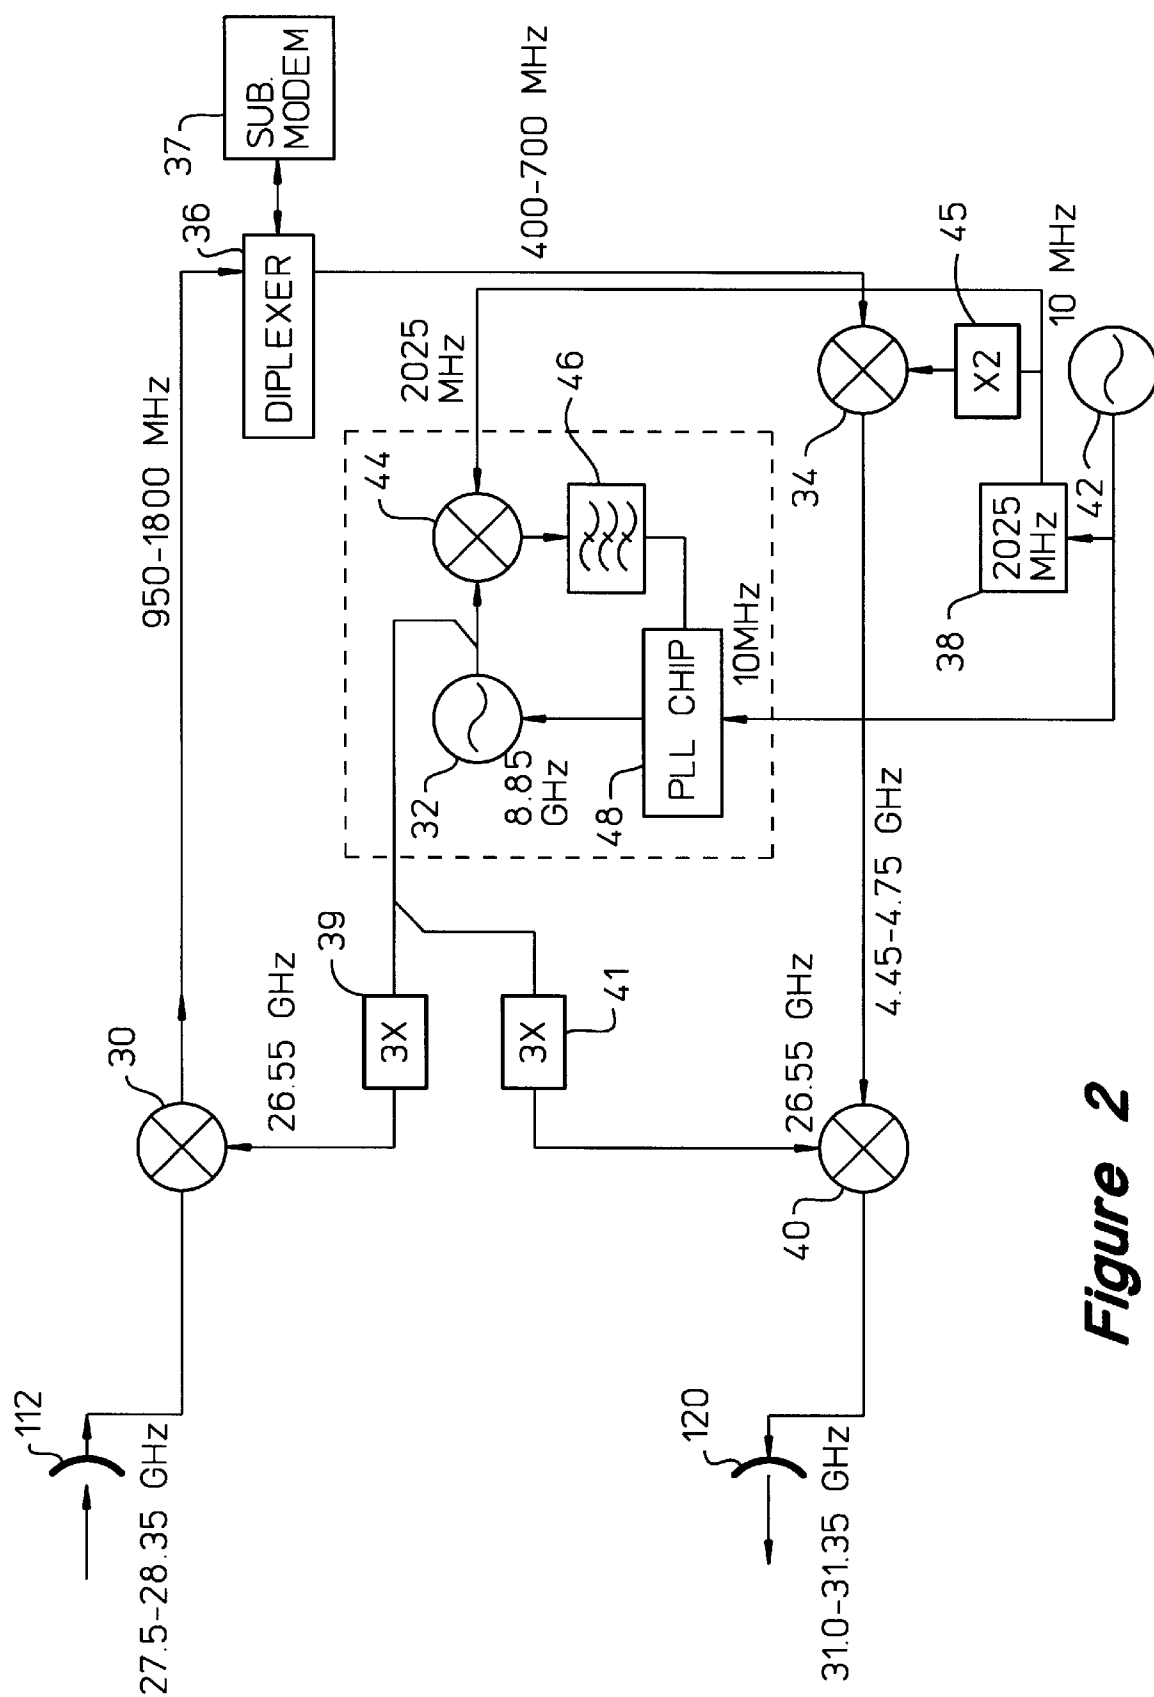 112
27.5-28.35 GHz
30
950-1800 MHz
36
DIPLEXER
37
SUB.
MODEM
26.55 GHz
39
3X
3X
41
26.55 GHz
32
8.85
GHz
44
2025
MHz
46
48
PLL CHIP
10MHz
400-700 MHz
120
31.0-31.35 GHz
40
4.45-4.75 GHz
34
X2
45
38
2025
MHz
42
10 MHz
Figure 2